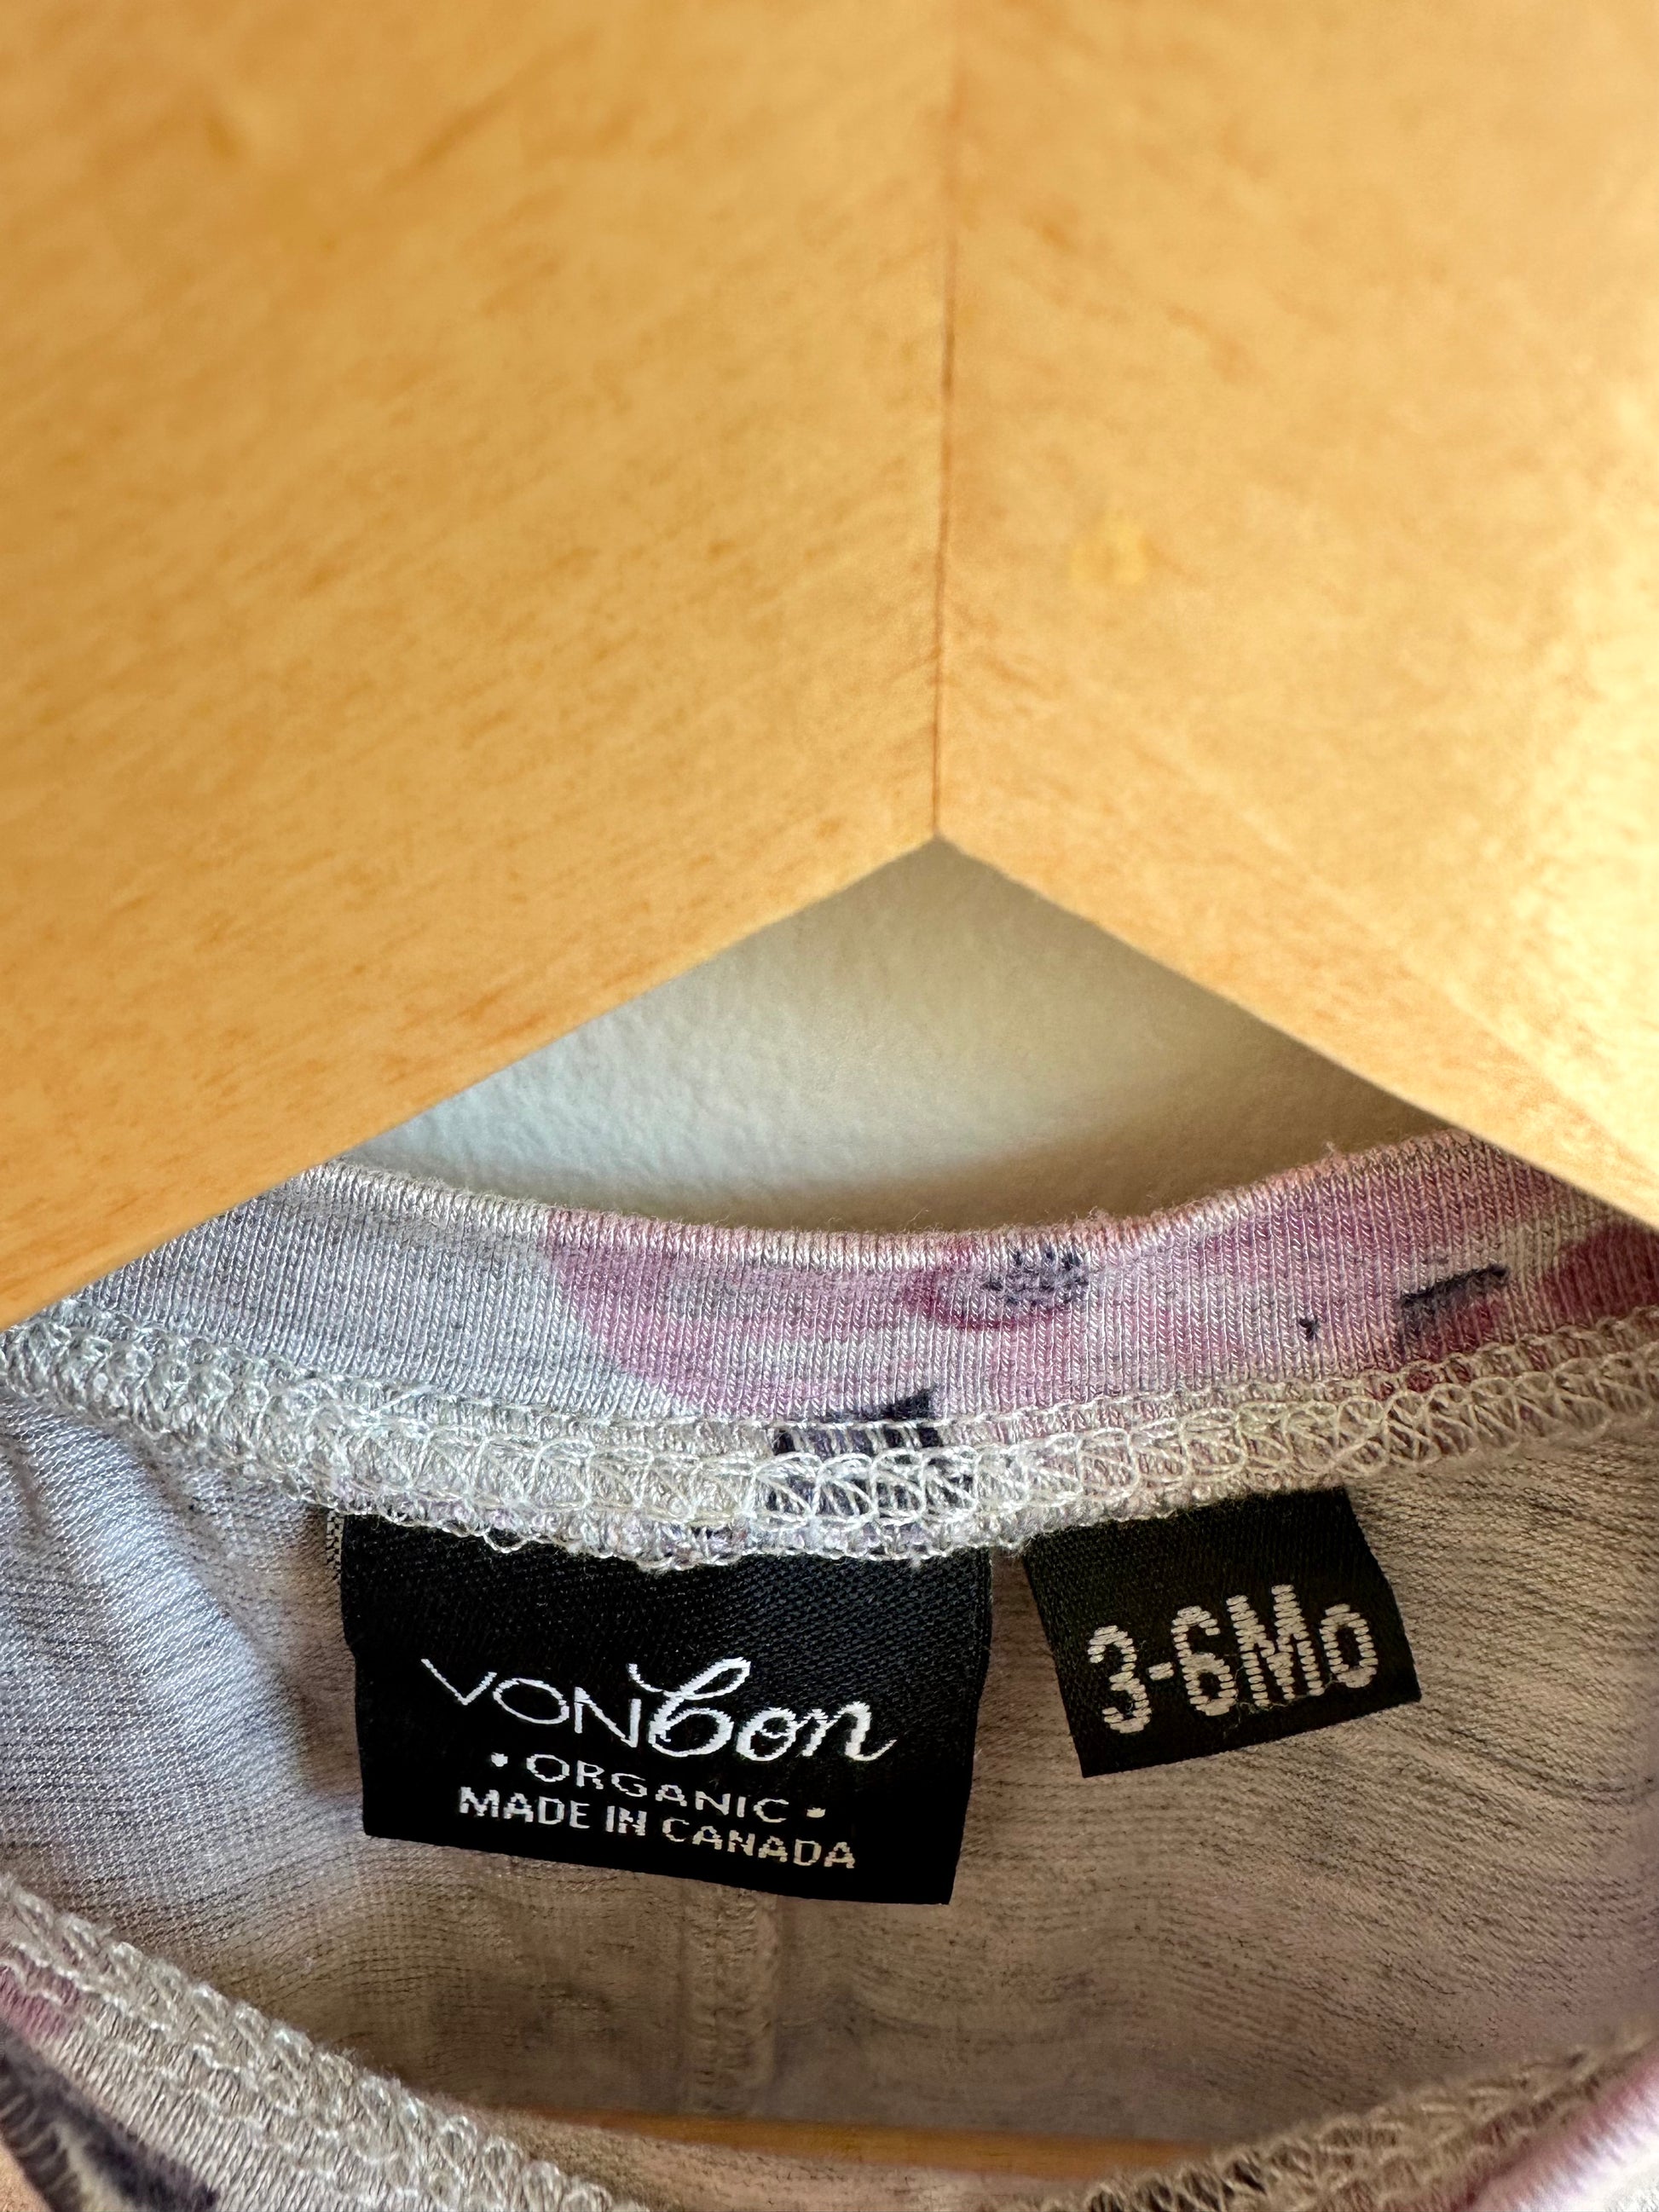 VONbon
• ORGANIC •
MADE IN CANADA
3-6Mo